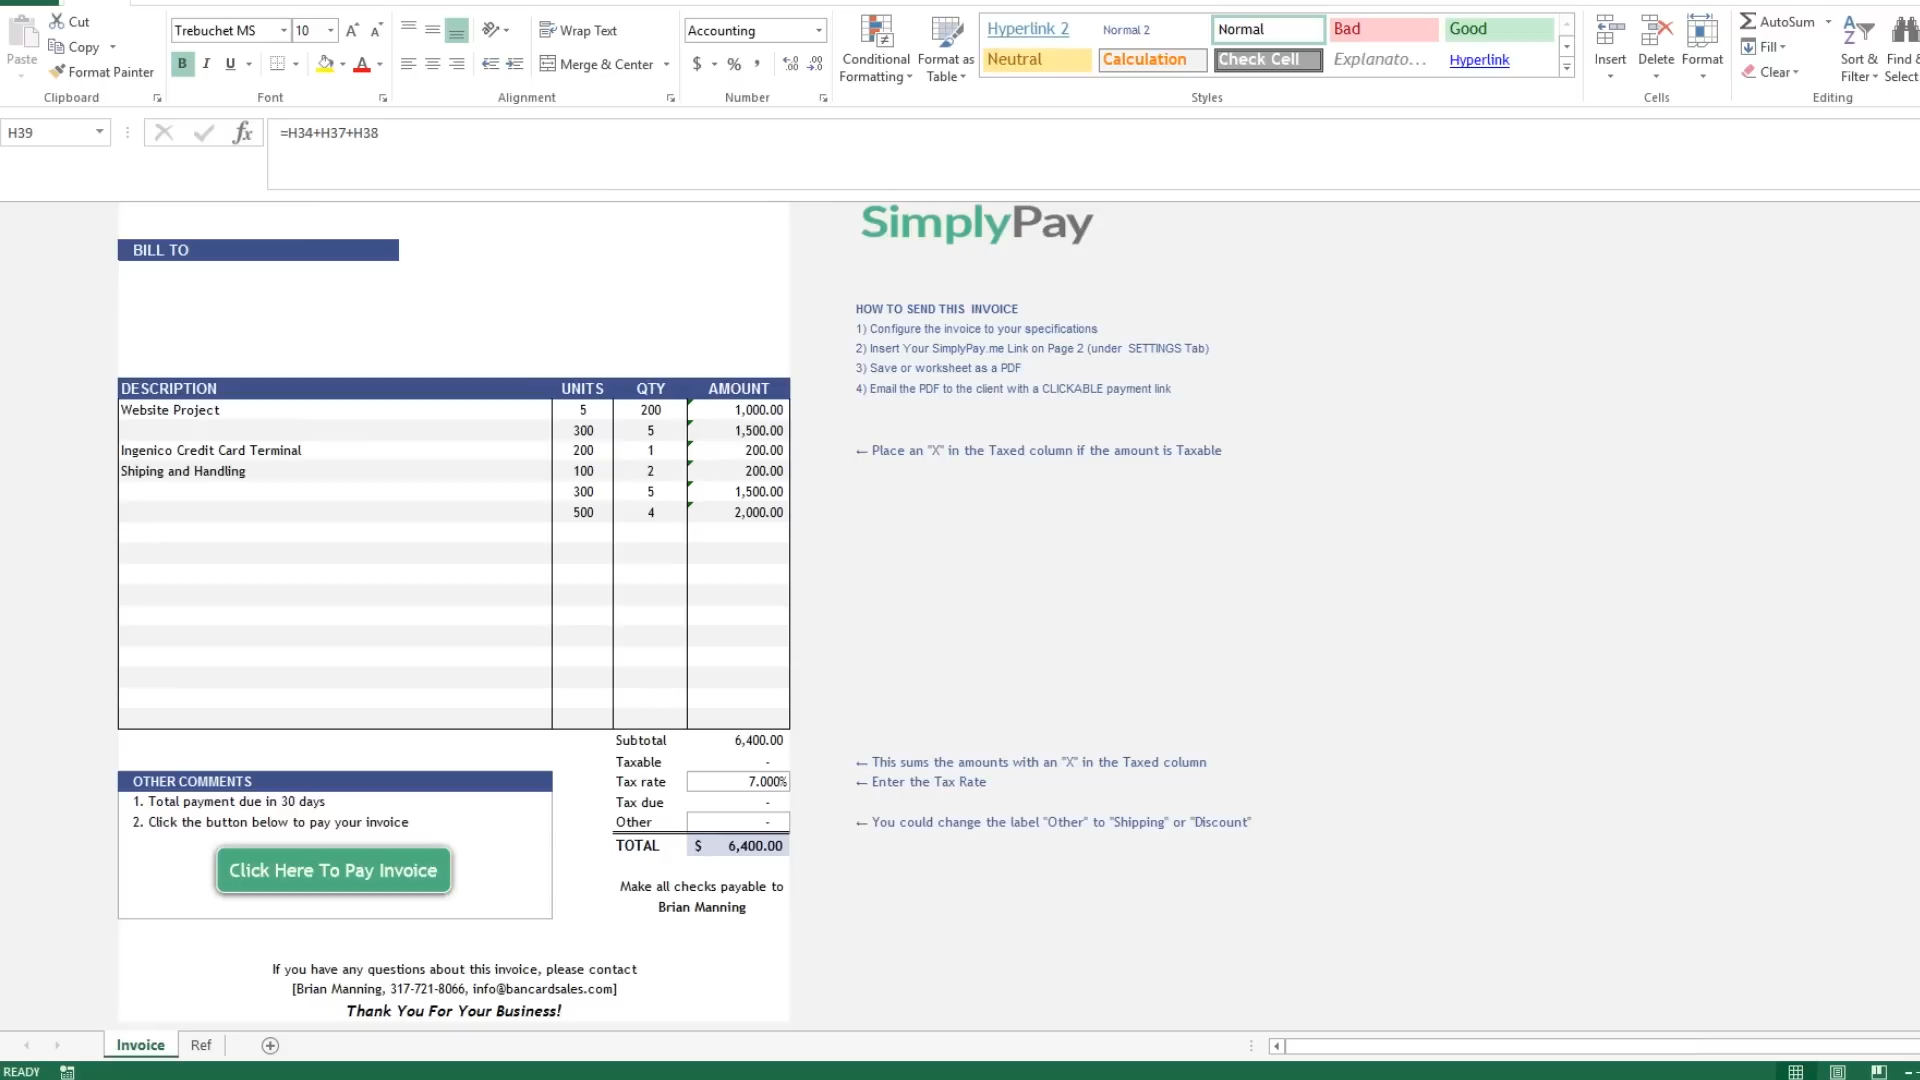 Cut
Copy
Format Painter
Paste
Clipboard
Trebuchet MS 10
B I U
Font
Wrap Text
Merge & Center
Alignment
Accounting
$ % ,
Number
Conditional Formatting
Format as Table
Hyperlink 2 Normal 2 Normal Bad Good
Neutral Calculation Check Cell Explanato... Hyperlink
Styles
Insert Delete Format
Cells
AutoSum
Fill
Clear
Sort & Filter
Find & Select
Editing
H39 fx =H34+H37+H38
SimplyPay
BILL TO
HOW TO SEND THIS INVOICE
1) Configure the invoice to your specifications
2) Insert Your SimplyPay.me Link on Page 2 (under SETTINGS Tab)
3) Save or worksheet as a PDF
4) Email the PDF to the client with a CLICKABLE payment link
DESCRIPTION UNITS QTY AMOUNT
Website Project 5 200 1,000.00
300 5 1,500.00
Ingenico Credit Card Terminal 200 1 200.00
← Place an "X" in the Taxed column if the amount is Taxable
Shiping and Handling 100 2 200.00
300 5 1,500.00
500 4 2,000.00
Subtotal 6,400.00
Taxable -
← This sums the amounts with an "X" in the Taxed column
Tax rate 7.000%
← Enter the Tax Rate
Tax due -
Other -
← You could change the label "Other" to "Shipping" or "Discount"
TOTAL $ 6,400.00
OTHER COMMENTS
1. Total payment due in 30 days
2. Click the button below to pay your invoice
Click Here To Pay Invoice
Make all checks payable to
Brian Manning
If you have any questions about this invoice, please contact
[Brian Manning, 317-721-8066, info@bancardsales.com]
Thank You For Your Business!
Invoice Ref
READY